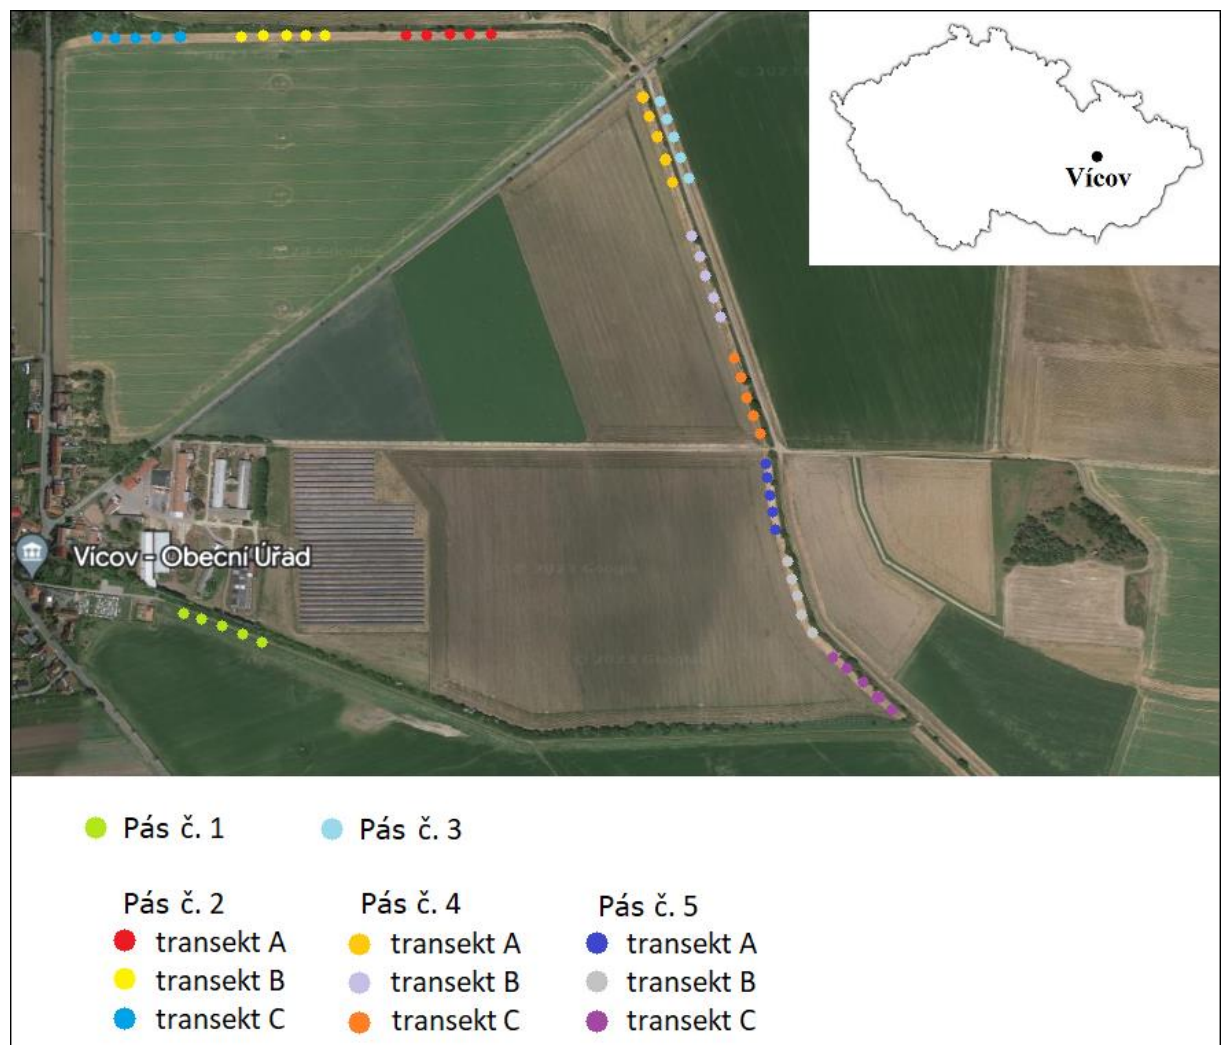 Vícov
Vícov - Obecní Úřad
Pás č. 1
Pás č. 3
Pás č. 2
transekt A
transekt B
transekt C
Pás č. 4
transekt A
transekt B
transekt C
Pás č. 5
transekt A
transekt B
transekt C